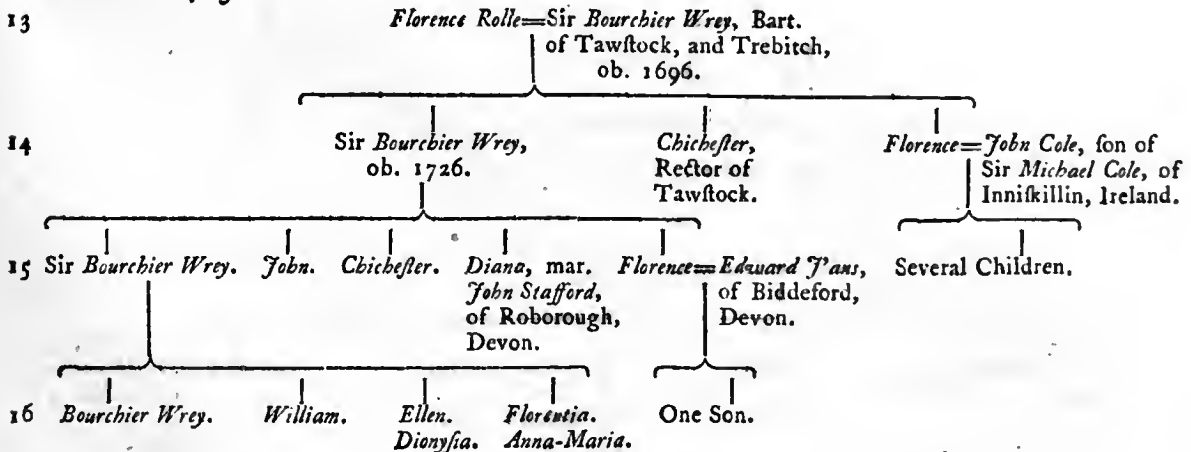 13 Florence Rolle=Sir Bourchier Wrey, Bart.
of Tawſtock, and Trebitch,
ob. 1696.
14 Sir Bourchier Wrey,
ob. 1726.
Chicheſter,
Rector of
Tawſtock.
Florence=John Cole, ſon of
Sir Michael Cole, of
Inniſkillin, Ireland.
15 Sir Bourchier Wrey.
John.
Chicheſter.
Diana, mar.
John Stafford,
of Roborough,
Devon.
Florence=Edward
of Biddeford,
Devon.
Several Children.
16 Bourchier Wrey.
William.
Ellen.
Dionyſia.
Florentia.
Anna-Maria.
One Son.